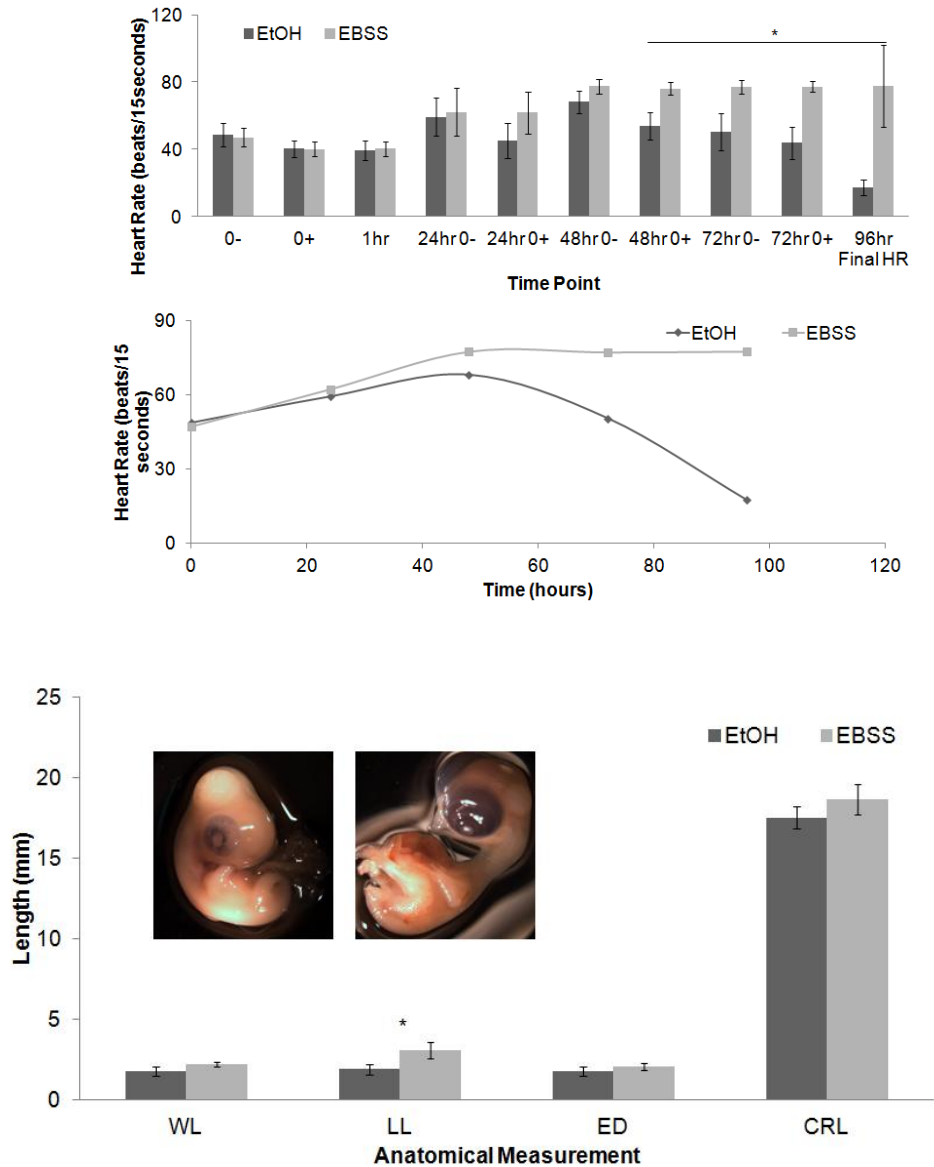 120
80
40
0
Heart Rate (beats/15seconds)
EtOH EBSS
*
0- 0+ 1hr 24hr 0- 24hr 0+ 48hr 0- 48hr 0+ 72hr 0- 72hr 0+ 96hr
Final HR
Time Point
90
60
30
0
Heart Rate (beats/15
seconds)
EtOH EBSS
0 20 40 60 80 100 120
Time (hours)
25
20
15
10
5
0
Length (mm)
EtOH EBSS
*
WL LL ED CRL
Anatomical Measurement